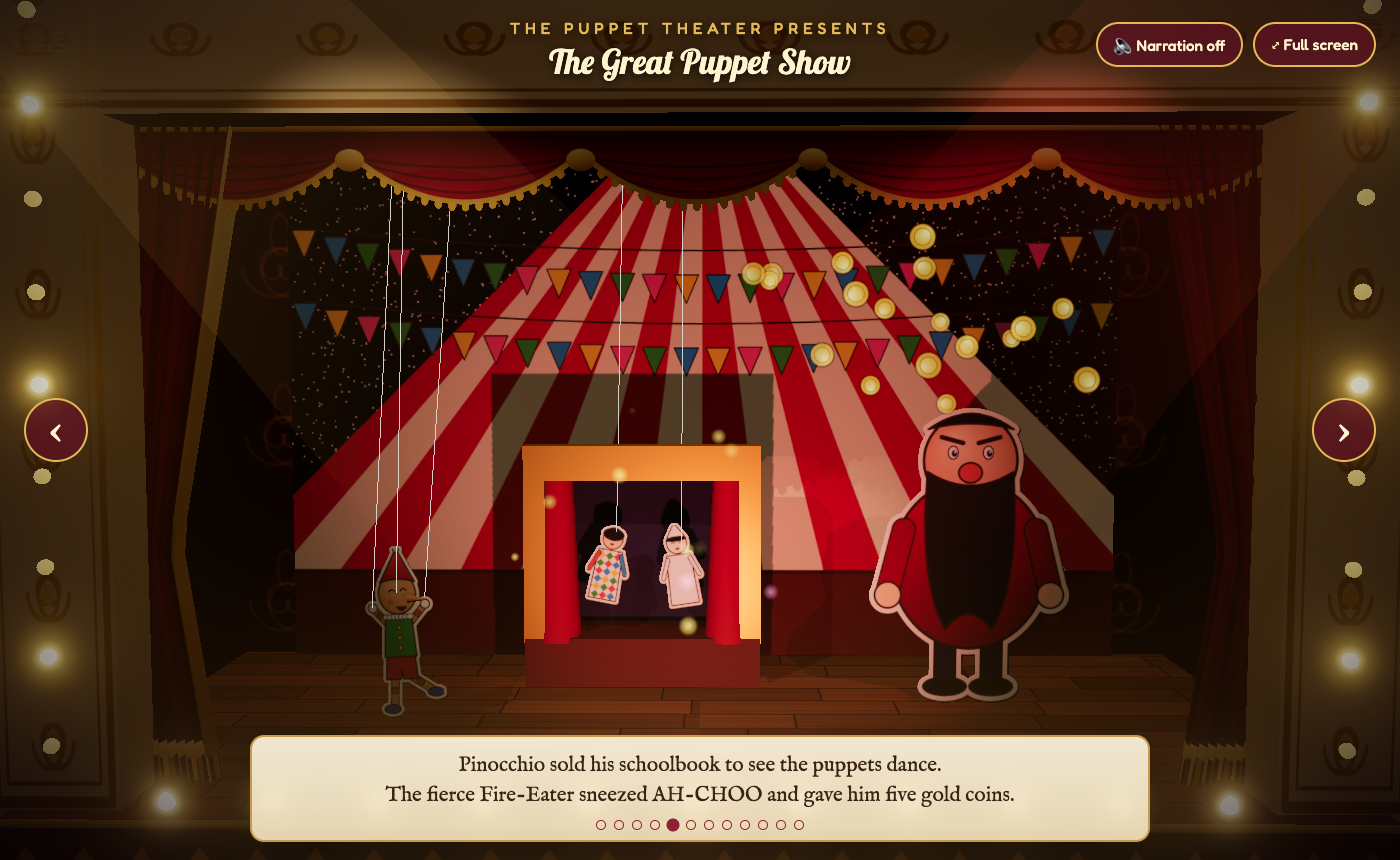 THE PUPPET THEATER PRESENTS
The Great Puppet Show
Narration off
Full screen
Pinocchio sold his schoolbook to see the puppets dance.
The fierce Fire-Eater sneezed AH-CHOO and gave him five gold coins.